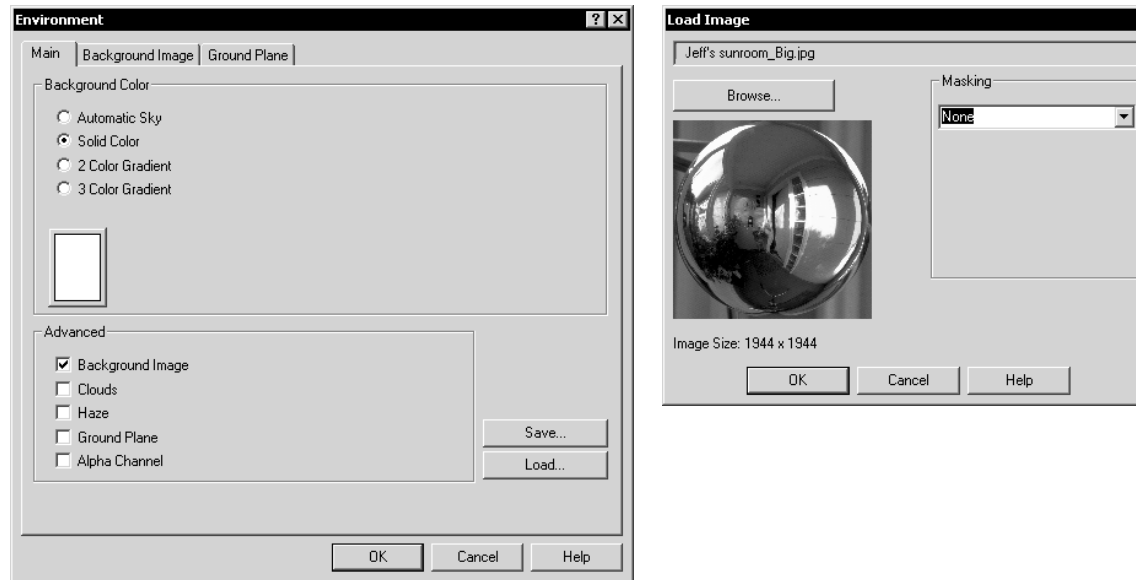 Environment
Main
Background Image
Ground Plane
Background Color
Automatic Sky
Solid Color
2 Color Gradient
3 Color Gradient
Advanced
Background Image
Clouds
Haze
Ground Plane
Alpha Channel
Save...
Load...
OK
Cancel
Help
Load Image
Jeff's sunroom_Big.jpg
Browse...
Masking
None
Image Size: 1944 x 1944
OK
Cancel
Help